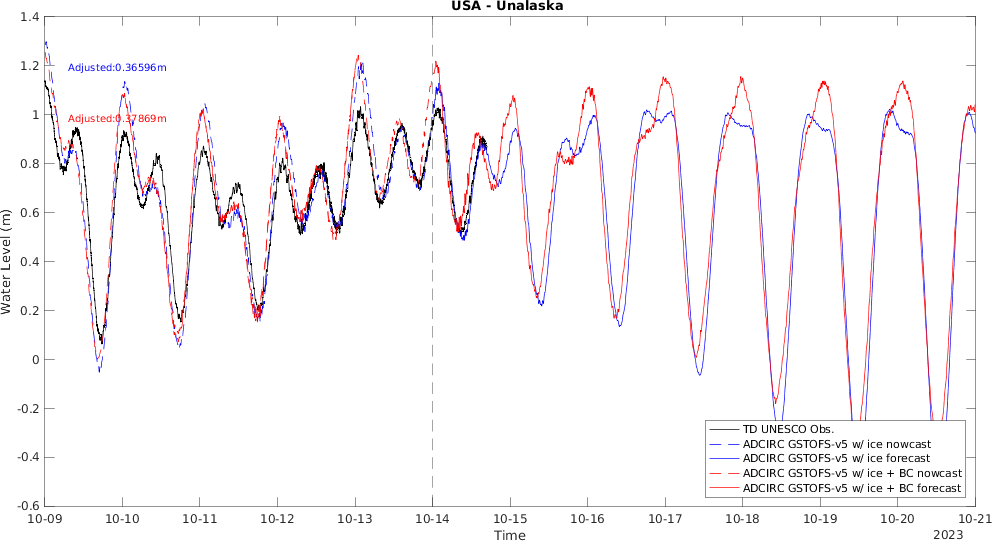 USA - Unalaska
1.4
1.2
1
0.8
0.6
0.4
0.2
0
-0.2
-0.4
-0.6
Water Level (m)
Adjusted:0.36596m
Adjusted:0.37869m
TD UNESCO Obs.
ADCIRC GSTOFS-v5 w/ ice nowcast
ADCIRC GSTOFS-v5 w/ ice forecast
ADCIRC GSTOFS-v5 w/ ice + BC nowcast
ADCIRC GSTOFS-v5 w/ ice + BC forecast
10-09 10-10 10-11 10-12 10-13 10-14 10-15 10-16 10-17 10-18 10-19 10-20 10-21
Time
2023